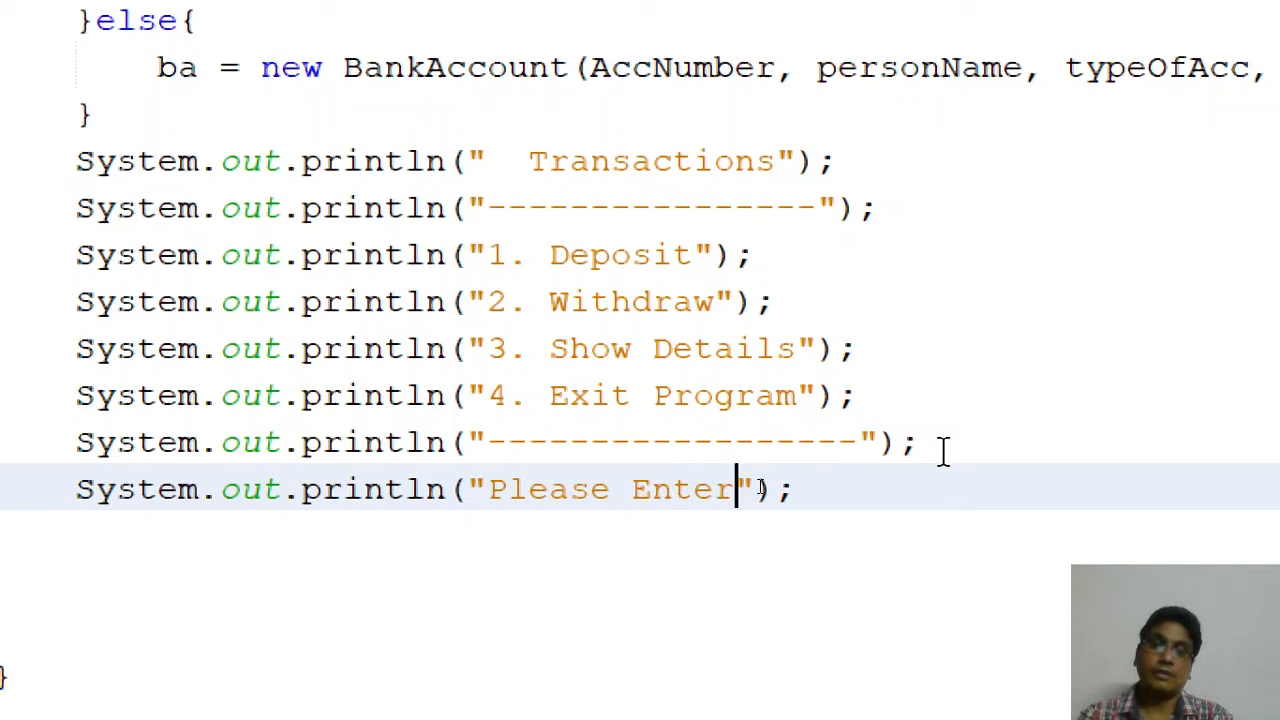 }else{
ba = new BankAccount(AccNumber, personName, typeOfAcc,
}
System.out.println("  Transactions");
System.out.println("----------------");
System.out.println("1. Deposit");
System.out.println("2. Withdraw");
System.out.println("3. Show Details");
System.out.println("4. Exit Program");
System.out.println("------------------");
System.out.println("Please Enter");
}